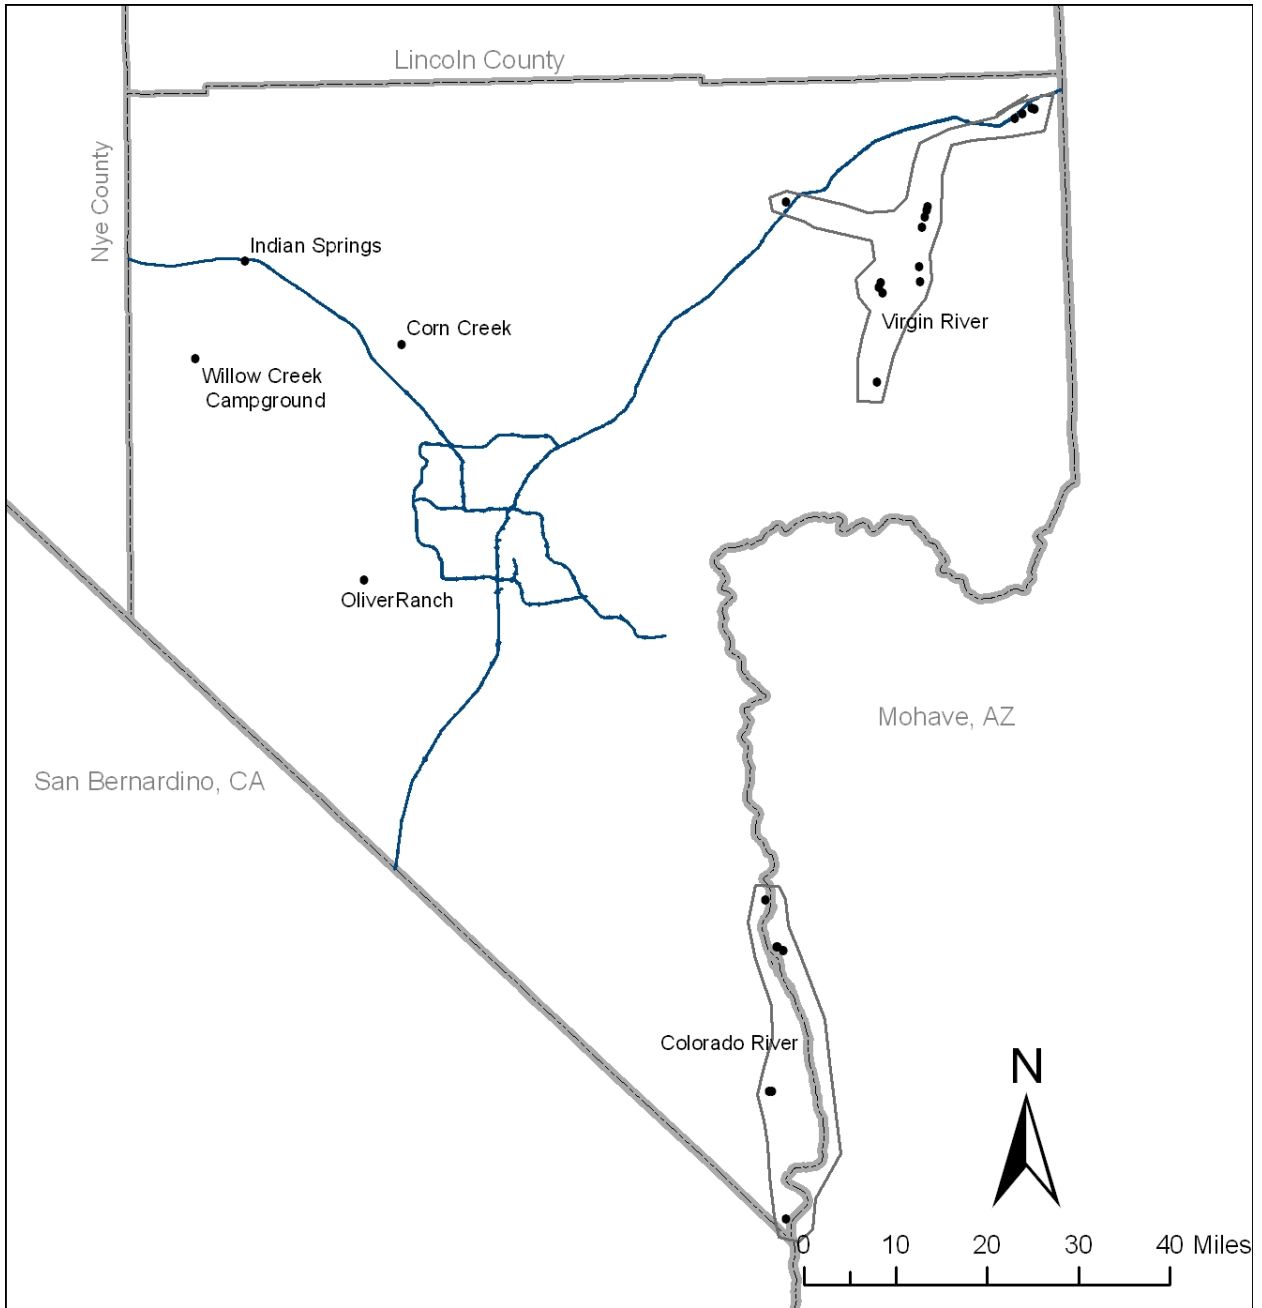 Lincoln County
Nye County
Indian Springs
Corn Creek
Virgin River
Willow Creek
Campground
OliverRanch
Mohave, AZ
San Bernardino, CA
Colorado River
N
0 10 20 30 40 Miles